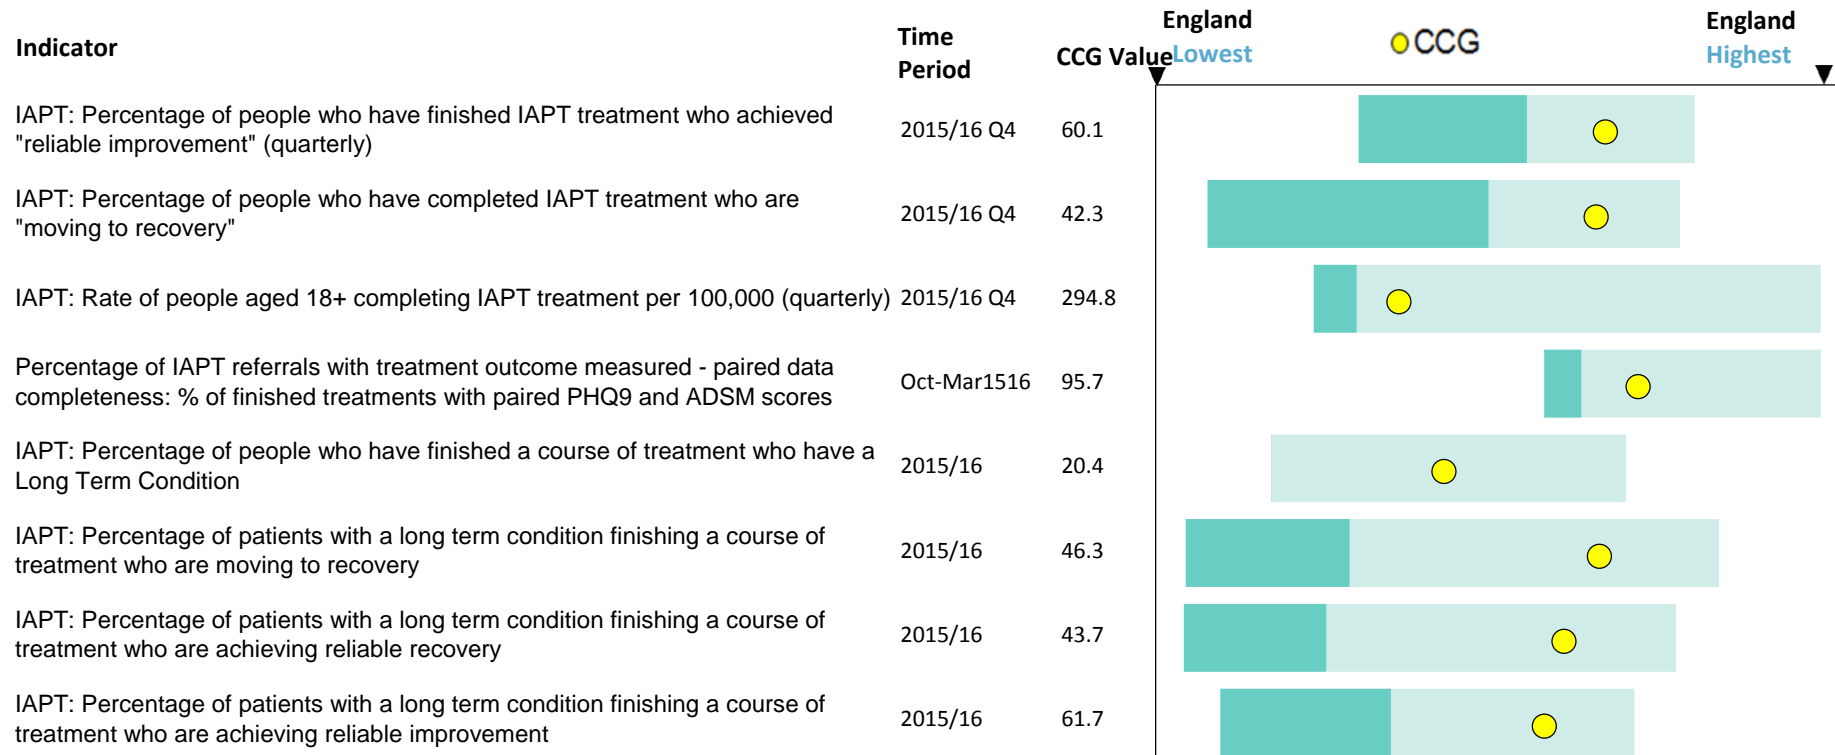 Indicator
Time
Period
CCG Value
England
Lowest
CCG
England
Highest
IAPT: Percentage of people who have finished IAPT treatment who achieved
"reliable improvement" (quarterly)
2015/16 Q4
60.1
IAPT: Percentage of people who have completed IAPT treatment who are
"moving to recovery"
2015/16 Q4
42.3
IAPT: Rate of people aged 18+ completing IAPT treatment per 100,000 (quarterly)
2015/16 Q4
294.8
Percentage of IAPT referrals with treatment outcome measured - paired data
completeness: % of finished treatments with paired PHQ9 and ADSM scores
Oct-Mar1516
95.7
IAPT: Percentage of people who have finished a course of treatment who have a
Long Term Condition
2015/16
20.4
IAPT: Percentage of patients with a long term condition finishing a course of
treatment who are moving to recovery
2015/16
46.3
IAPT: Percentage of patients with a long term condition finishing a course of
treatment who are achieving reliable recovery
2015/16
43.7
IAPT: Percentage of patients with a long term condition finishing a course of
treatment who are achieving reliable improvement
2015/16
61.7